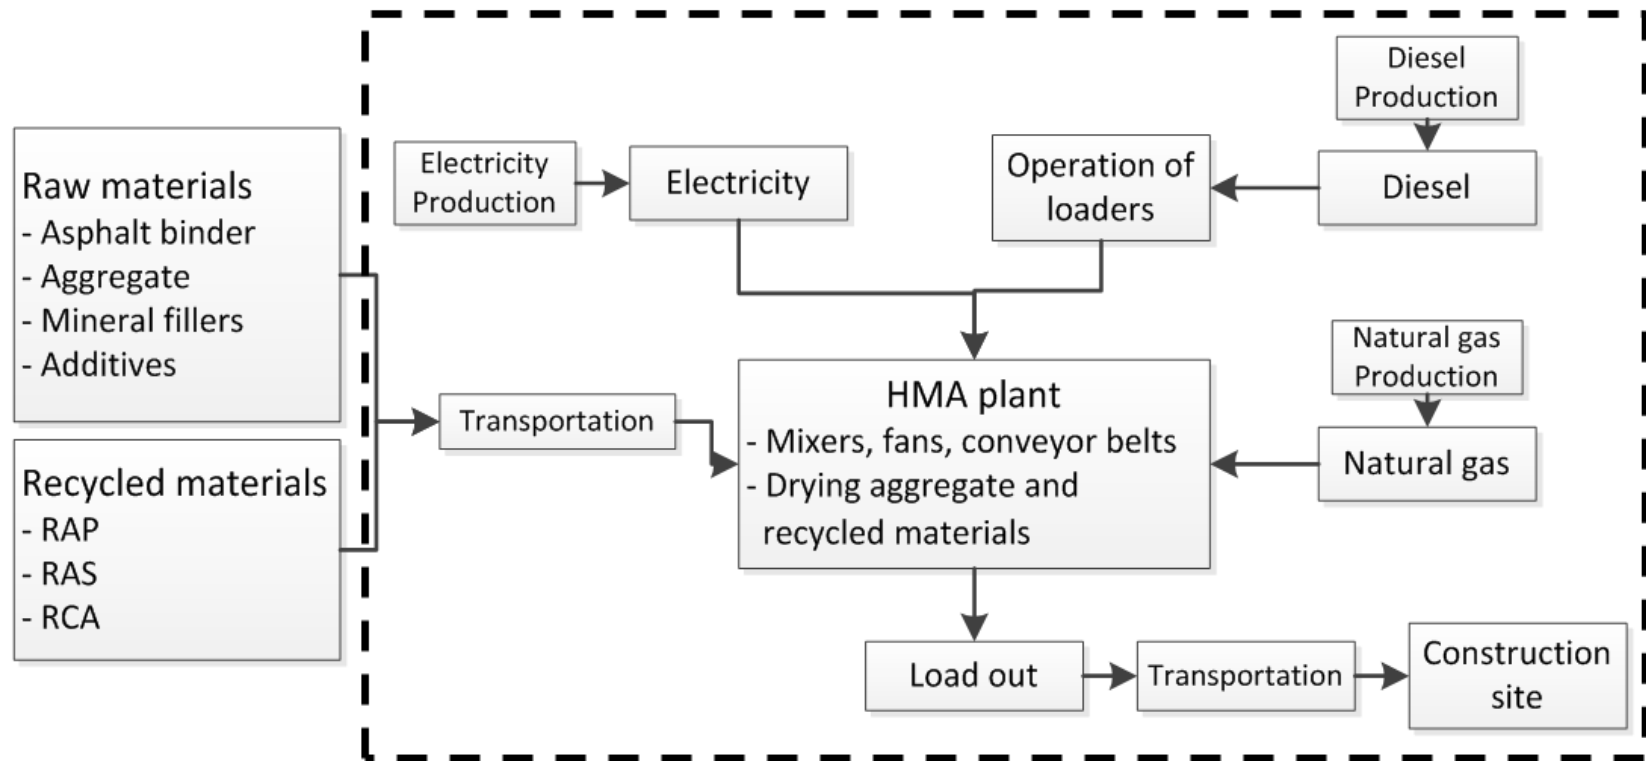 Raw materials
- Asphalt binder
- Aggregate
- Mineral fillers
- Additives
Recycled materials
- RAP
- RAS
- RCA
Electricity
Production
Electricity
Operation of
loaders
Diesel
Production
Diesel
Transportation
HMA plant
- Mixers, fans, conveyor belts
- Drying aggregate and
recycled materials
Natural gas
Production
Natural gas
Load out
Transportation
Construction
site